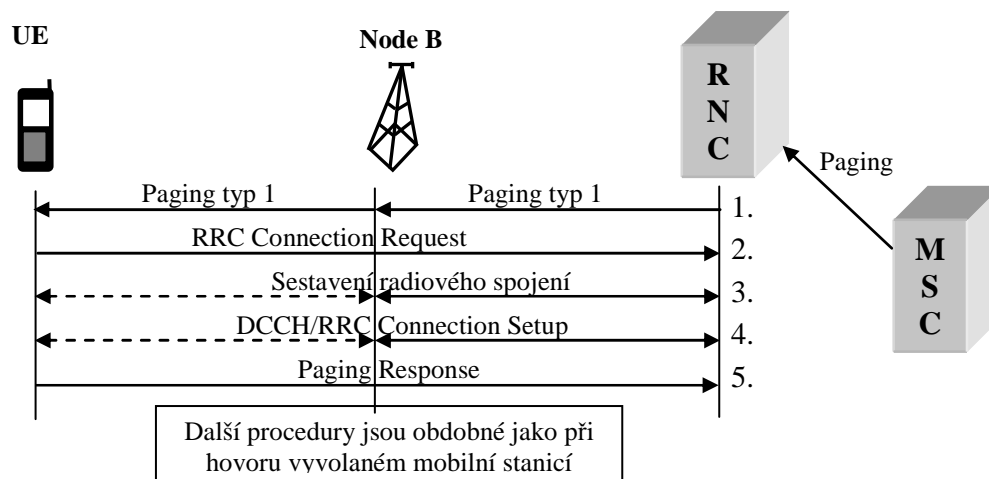 UE
Node B
R
N
C
Paging
M
S
C
Paging typ 1
Paging typ 1
1.
RRC Connection Request
2.
Sestavení radiového spojení
3.
DCCH/RRC Connection Setup
4.
Paging Response
5.
Další procedury jsou obdobné jako při
hovoru vyvolaném mobilní stanicí